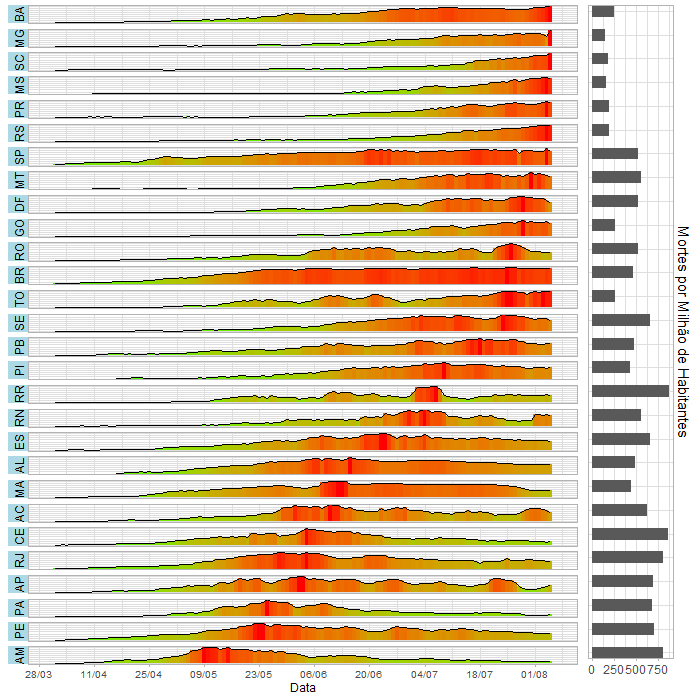 BA
MG
SC
MS
PR
RS
SP
MT
DF
GO
RO
BR
TO
SE
PB
PI
RR
RN
ES
AL
MA
AC
CE
RJ
AP
PA
PE
AM
28/03 11/04 25/04 09/05 23/05 06/06 20/06 04/07 18/07 01/08
Data
0 250 500 750
Mortes por Milhão de Habitantes